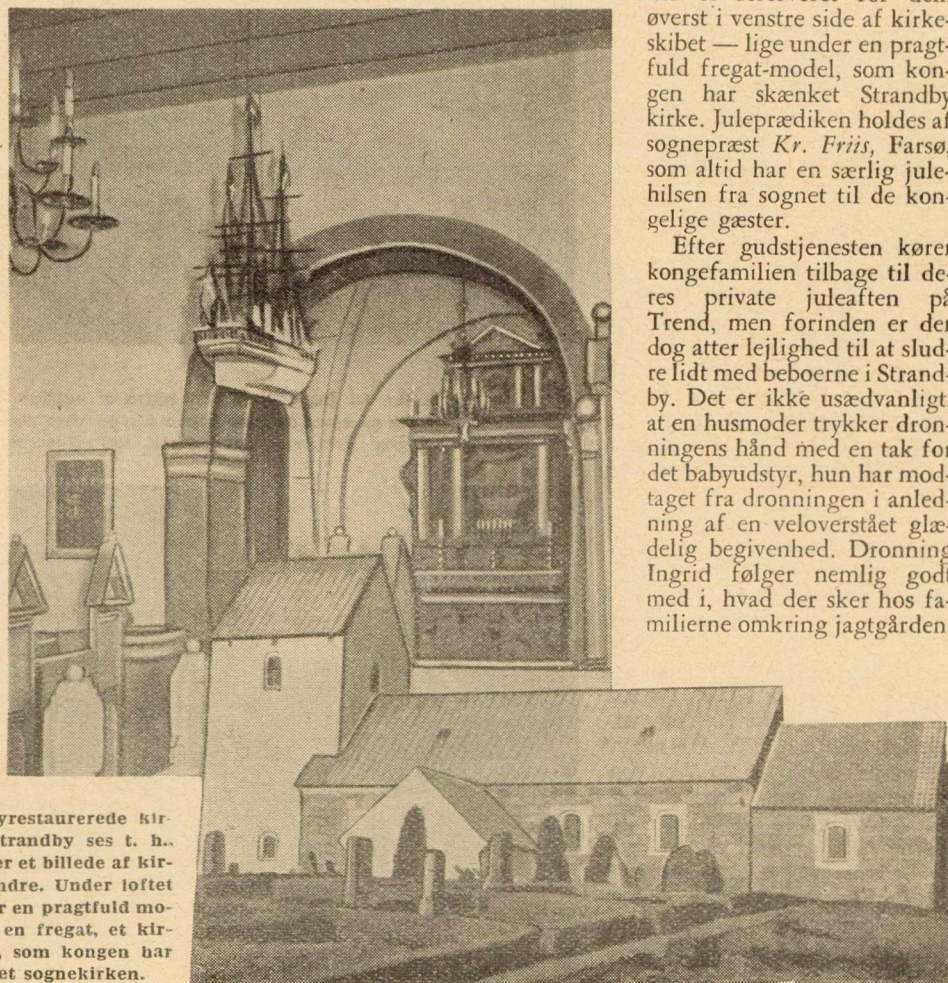 øverst i venstre side af kirke-
skibet — lige under en pragt-
fuld fregat-model, som kon-
gen har skænket Strandby
kirke. Juleprædiken holdes af
sognepræst Kr. Friis, Farsø,
som altid har en særlig jule-
hilsen fra sognet til de kon-
gelige gæster.
Efter gudstjenesten kører
kongefamilien tilbage til de-
res private juleaften på
Trend, men forinden er der
dog atter lejlighed til at slud-
re lidt med beboerne i Strand-
by. Det er ikke usædvanligt,
at en husmoder trykker dron-
ningens hånd med en tak for
det babyudstyr, hun har mod-
taget fra dronningen i anled-
ning af en veloverstået glæ-
delig begivenhed. Dronning
Ingrid følger nemlig godt
med i, hvad der sker hos fa-
milierne omkring jagtgården
yrestaurerede kir-
trandby ses t. h.,
er et billede af kir-
ndre. Under loftet
r en pragtfuld mo-
en fregat, et kir-
, som kongen har
et sognekirken.